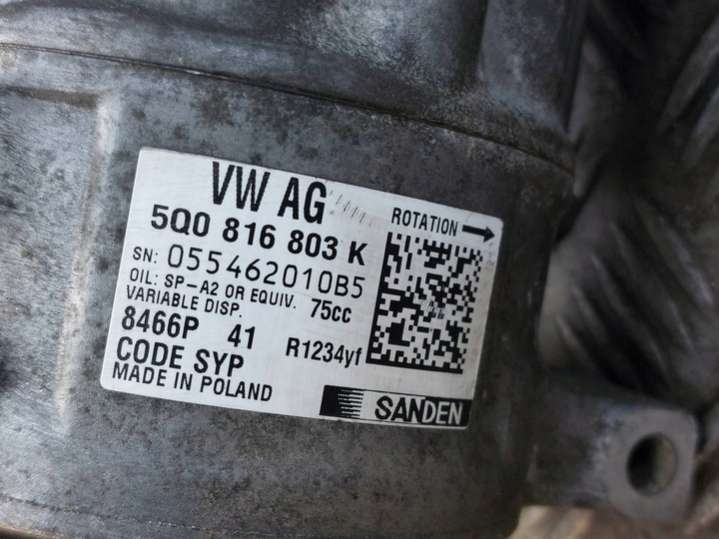 VW AG
ROTATION →
5Q0 816 803 K
SN: 055462010B5
OIL: SP-A2 OR EQUIV. 75cc
VARIABLE DISP.
8466P 41 R1234yf
CODE SYP
MADE IN POLAND
SANDEN